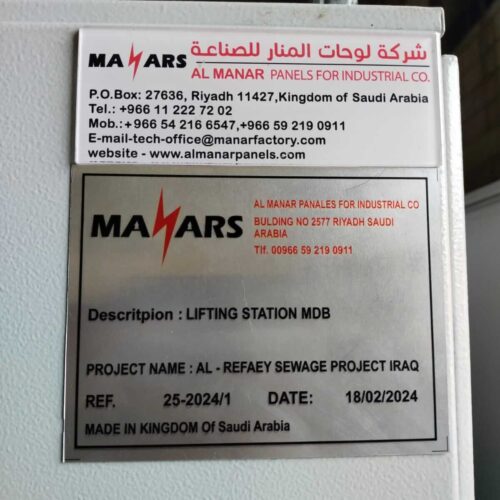 MANARS شركة لوحات المنار للصناعة
AL MANAR PANELS FOR INDUSTRIAL CO.
P.O.Box: 27636, Riyadh 11427,Kingdom of Saudi Arabia
Tel.: +966 11 222 72 02
Mob.:+966 54 216 6547,+966 59 219 0911
E-mail-tech-office@manarfactory.com
website - www.almanarpanels.com
MANARS
AL MANAR PANALES FOR INDUSTRIAL CO
BULDING NO 2577 RIYADH SAUDI
ARABIA
Tlf. 00966 59 219 0911
Descritpion : LIFTING STATION MDB
PROJECT NAME : AL - REFAEY SEWAGE PROJECT IRAQ
REF. 25-2024/1 DATE: 18/02/2024
MADE IN KINGDOM Of Saudi Arabia